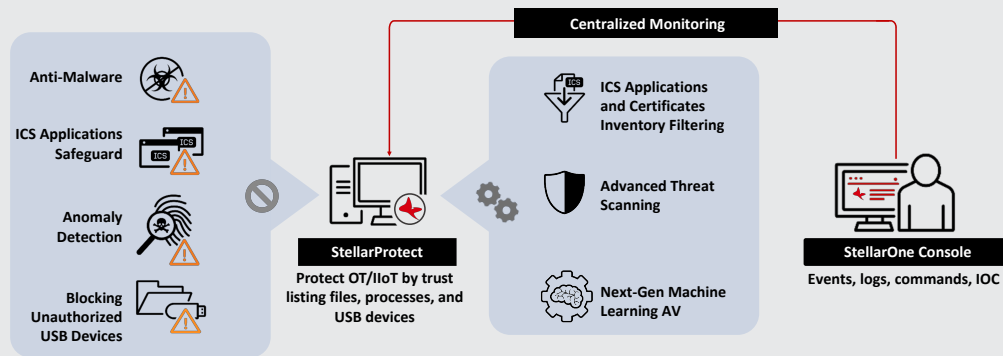 Centralized Monitoring
Anti-Malware
ICS Applications
Safeguard
ICS
ICS
Anomaly
Detection
Blocking
Unauthorized
USB Devices
StellarProtect
Protect OT/IIoT by trust
listing files, processes, and
USB devices
ICS
ICS Applications
and Certificates
Inventory Filtering
Advanced Threat
Scanning
Next-Gen Machine
Learning AV
StellarOne Console
Events, logs, commands, IOC